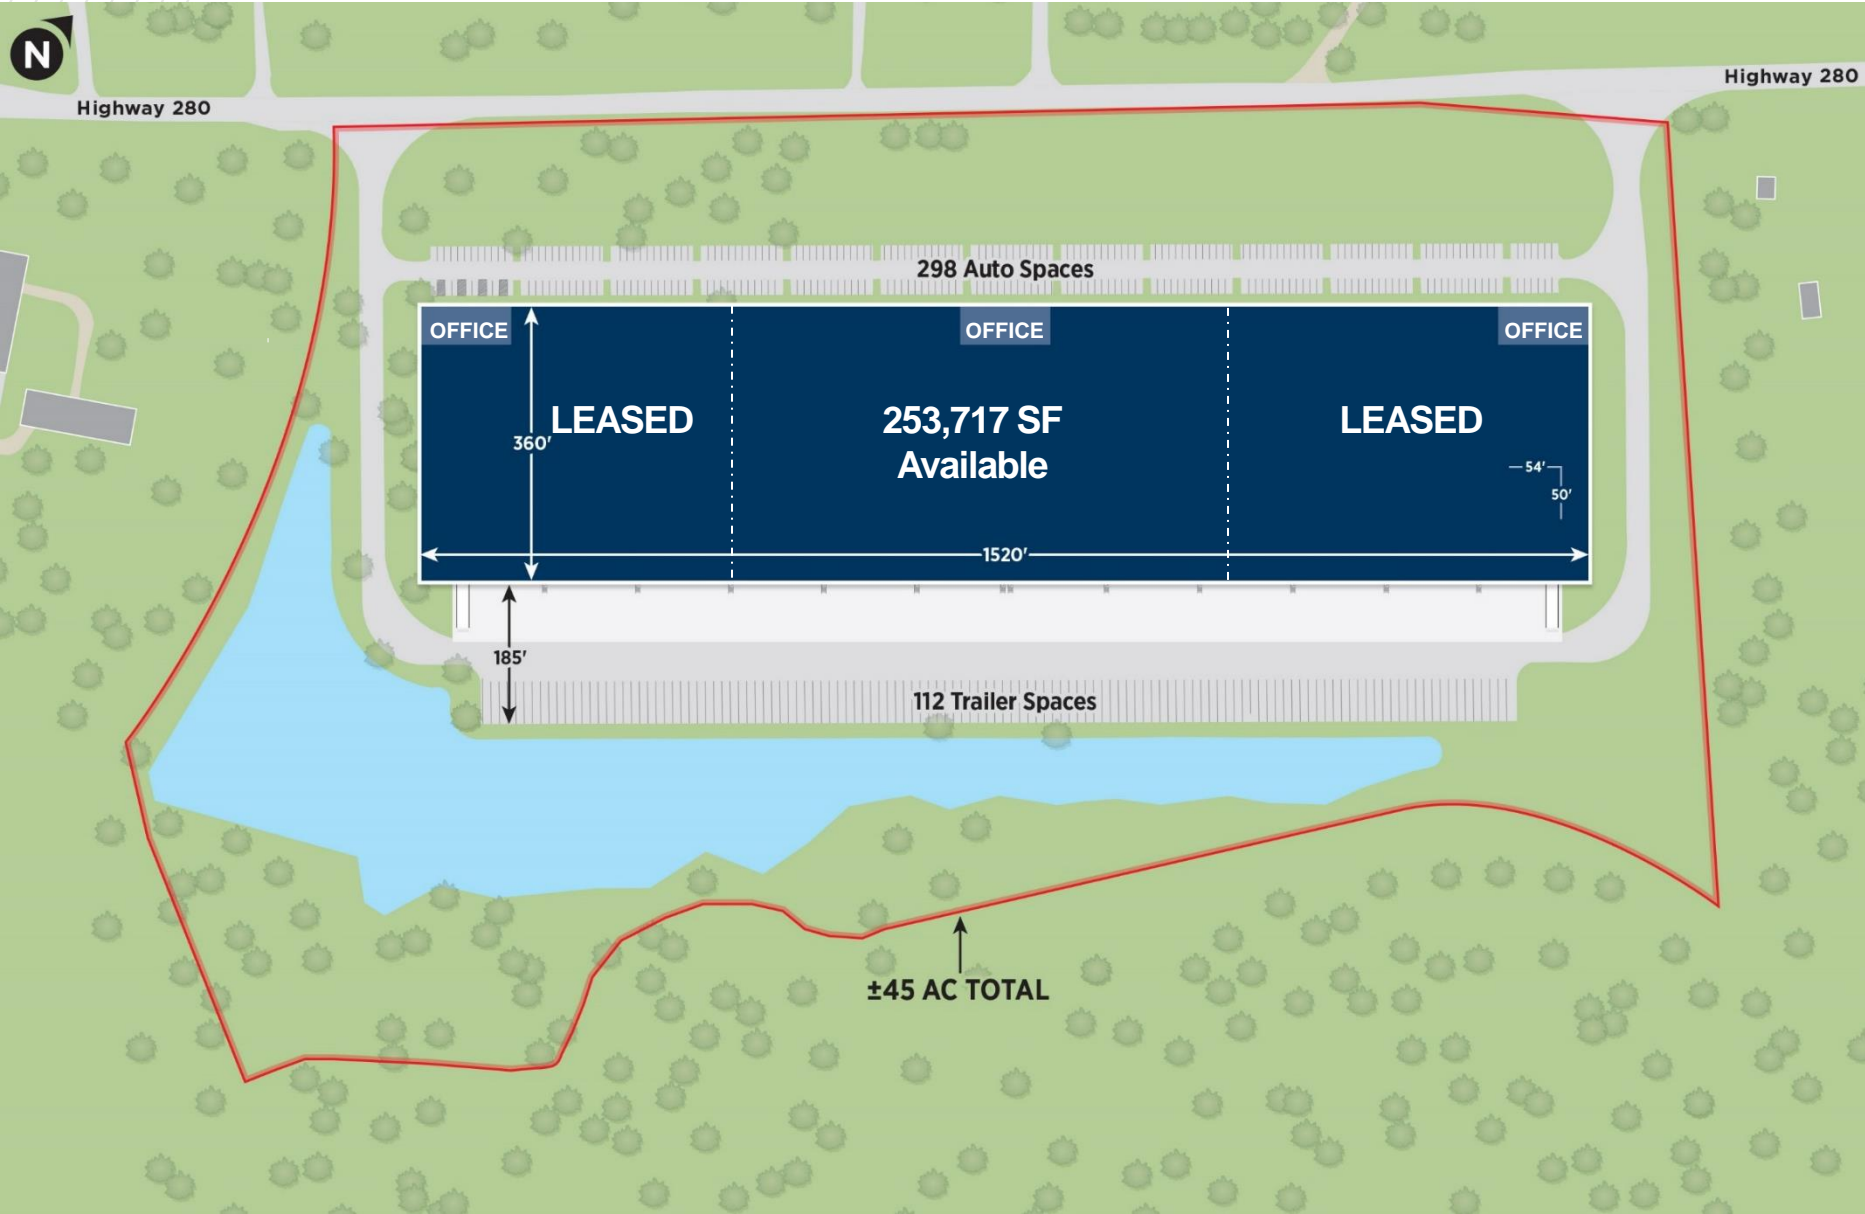 N
Highway 280
Highway 280
298 Auto Spaces
OFFICE
OFFICE
OFFICE
LEASED
253,717 SF
Available
LEASED
360'
54'
50'
1520'
185'
112 Trailer Spaces
±45 AC TOTAL